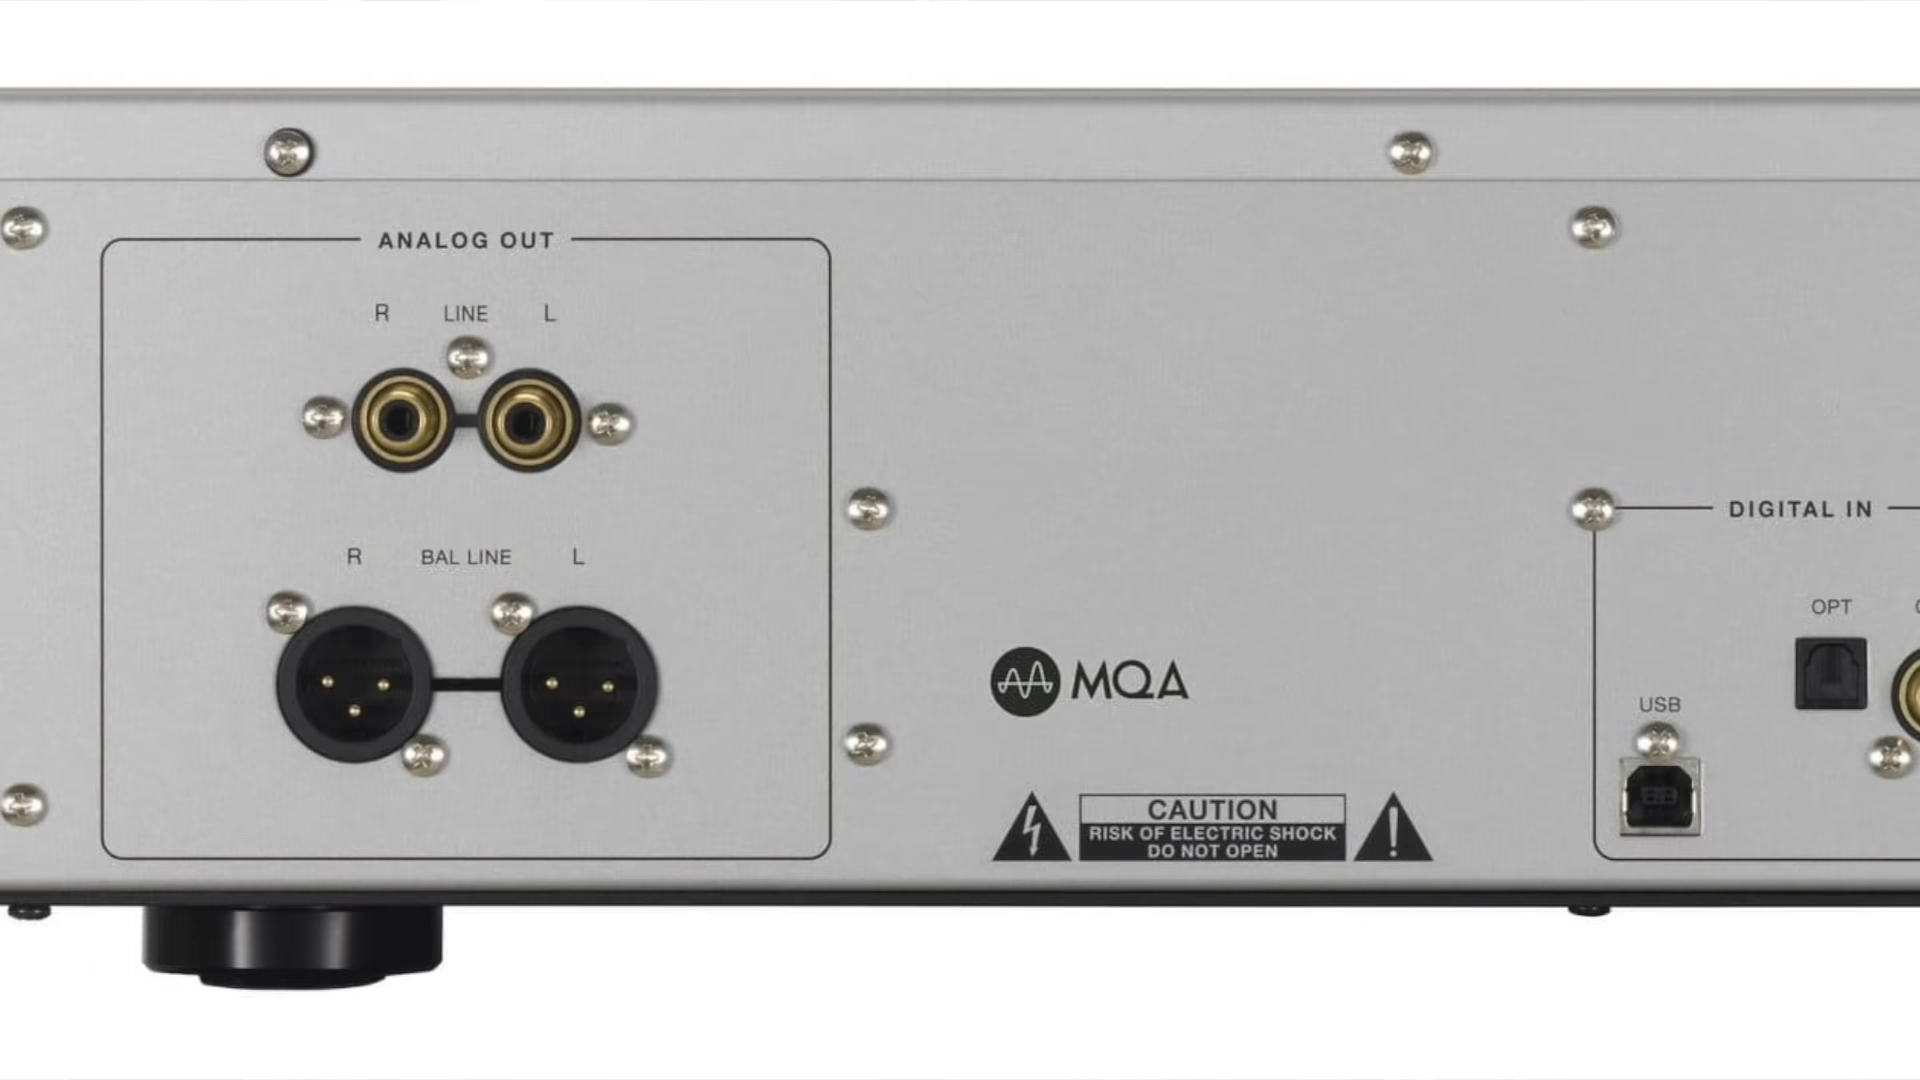 ANALOG OUT
R LINE L
R BAL LINE L
MQA
CAUTION
RISK OF ELECTRIC SHOCK
DO NOT OPEN
DIGITAL IN
OPT
USB